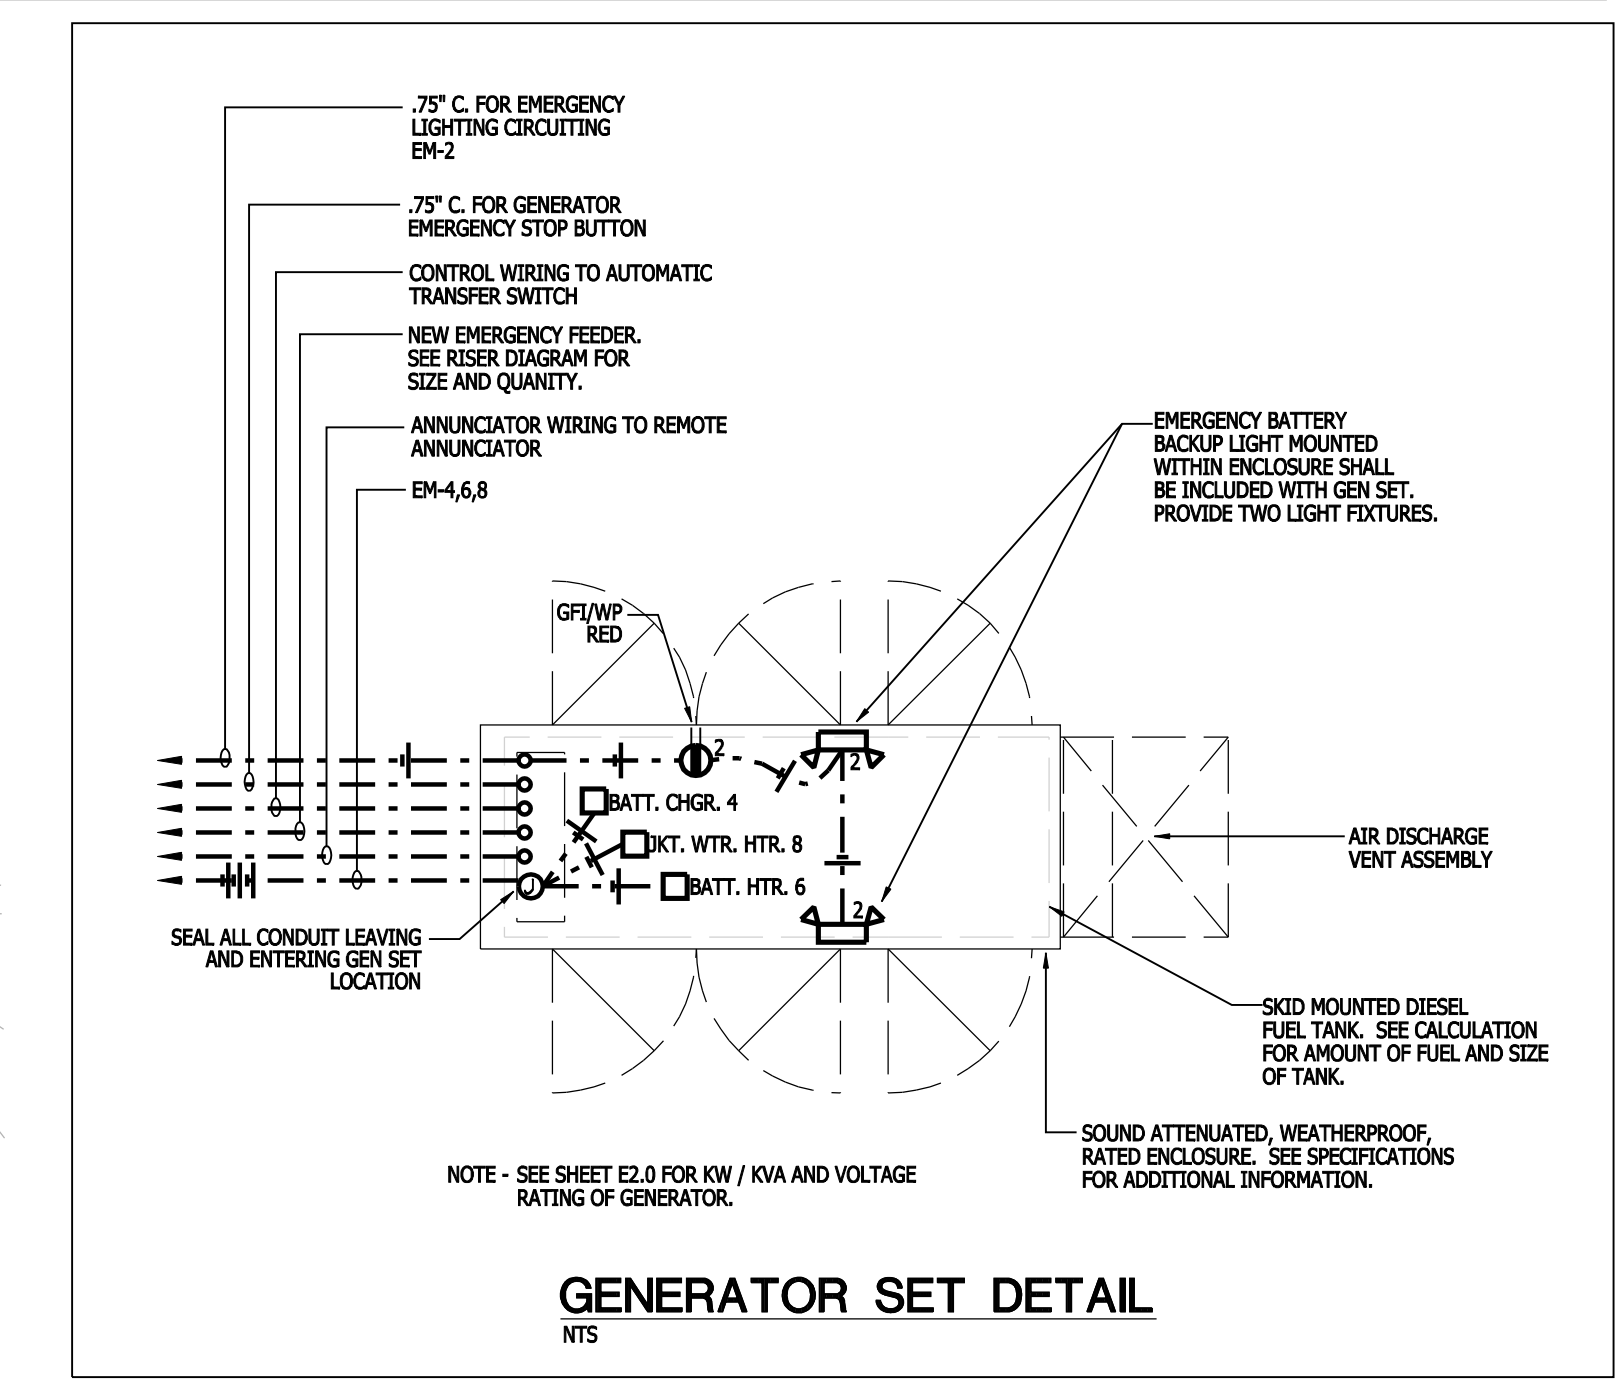 .75" C. FOR EMERGENCY
LIGHTING CIRCUITING
EM-2
.75" C. FOR GENERATOR
EMERGENCY STOP BUTTON
CONTROL WIRING TO AUTOMATIC
TRANSFER SWITCH
NEW EMERGENCY FEEDER.
SEE RISER DIAGRAM FOR
SIZE AND QUANITY.
ANNUNCIATOR WIRING TO REMOTE
ANNUNCIATOR
EM-4,6,8
EMERGENCY BATTERY
BACKUP LIGHT MOUNTED
WITHIN ENCLOSURE SHALL
BE INCLUDED WITH GEN SET.
PROVIDE TWO LIGHT FIXTURES.
GFI/WP
RED
2
2
BATT. CHGR. 4
JKT. WTR. HTR. 8
BATT. HTR. 6
J
2
AIR DISCHARGE
VENT ASSEMBLY
SEAL ALL CONDUIT LEAVING
AND ENTERING GEN SET
LOCATION
SKID MOUNTED DIESEL
FUEL TANK. SEE CALCULATION
FOR AMOUNT OF FUEL AND SIZE
OF TANK.
SOUND ATTENUATED, WEATHERPROOF,
RATED ENCLOSURE. SEE SPECIFICATIONS
FOR ADDITIONAL INFORMATION.
NOTE - SEE SHEET E2.0 FOR KW / KVA AND VOLTAGE
RATING OF GENERATOR.
GENERATOR SET DETAIL
NTS